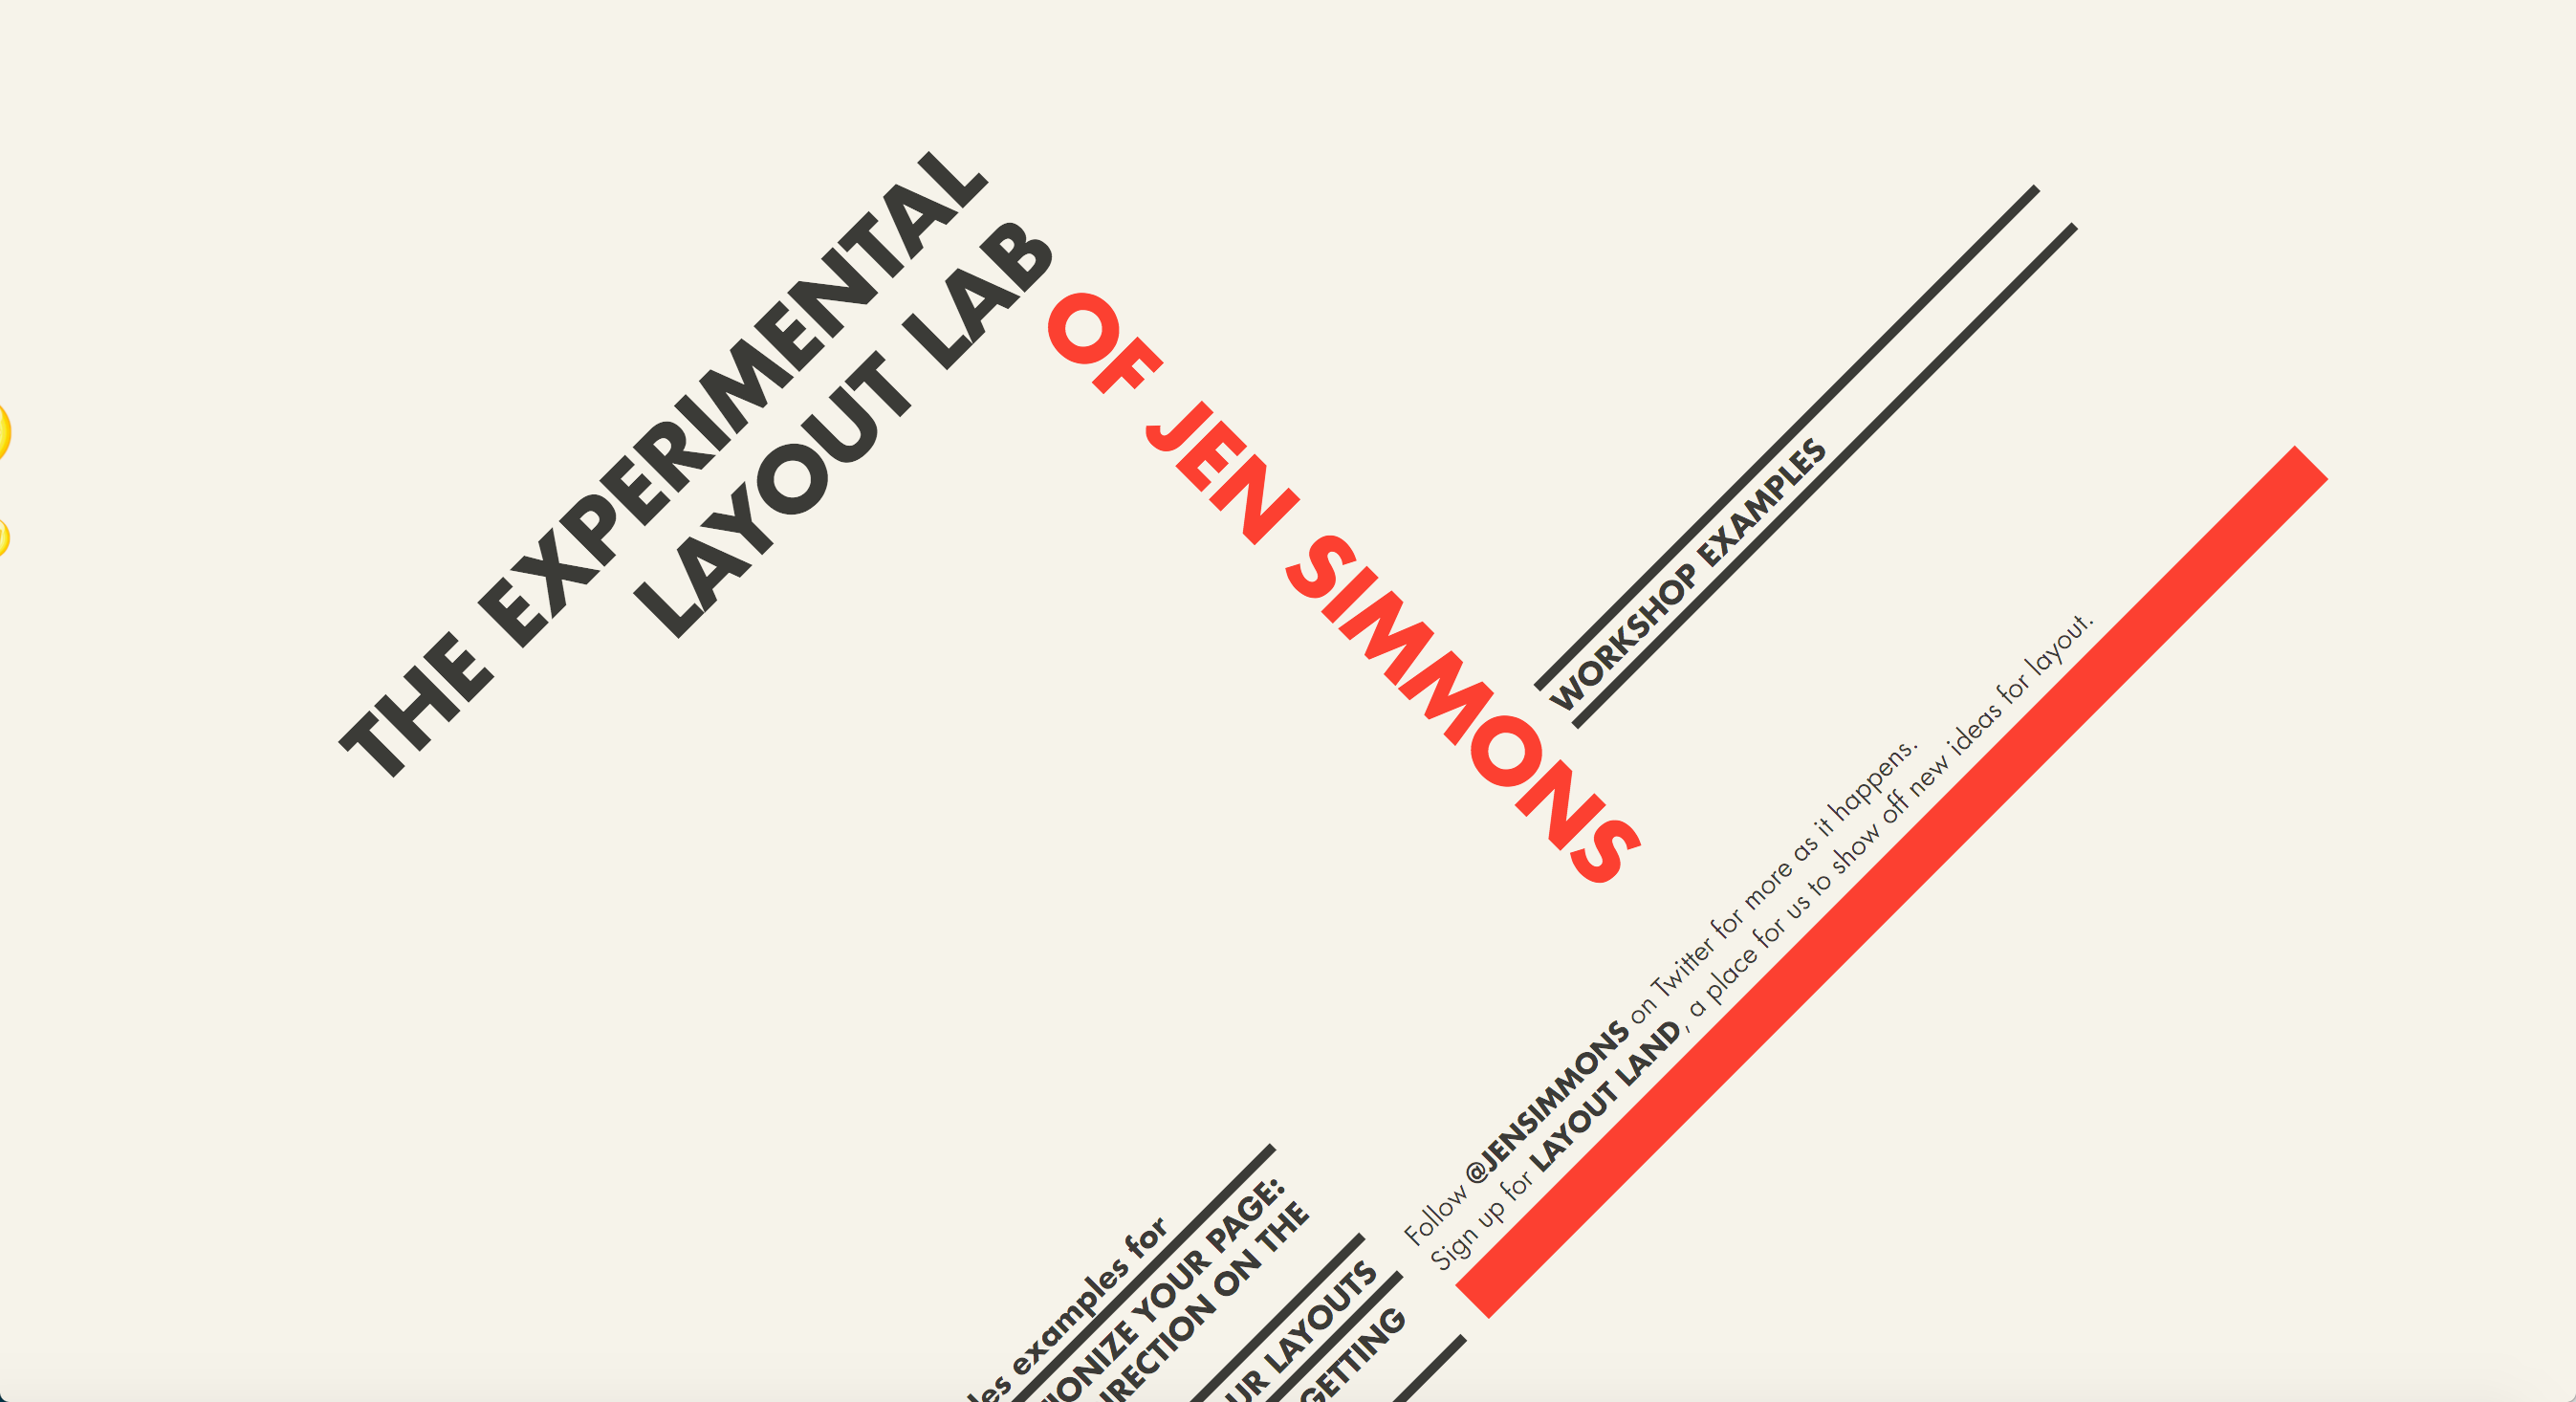 THE EXPERIMENTAL
LAYOUT LAB
OF JEN SIMMONS
WORKSHOP EXAMPLES
Follow @JENSIMMONS on Twitter for more as it happens.
Sign up for LAYOUT LAND, a place for us to show off new ideas for layout.
examples for
YOUR PAGE:
ON THE
LAYOUTS
GETTING